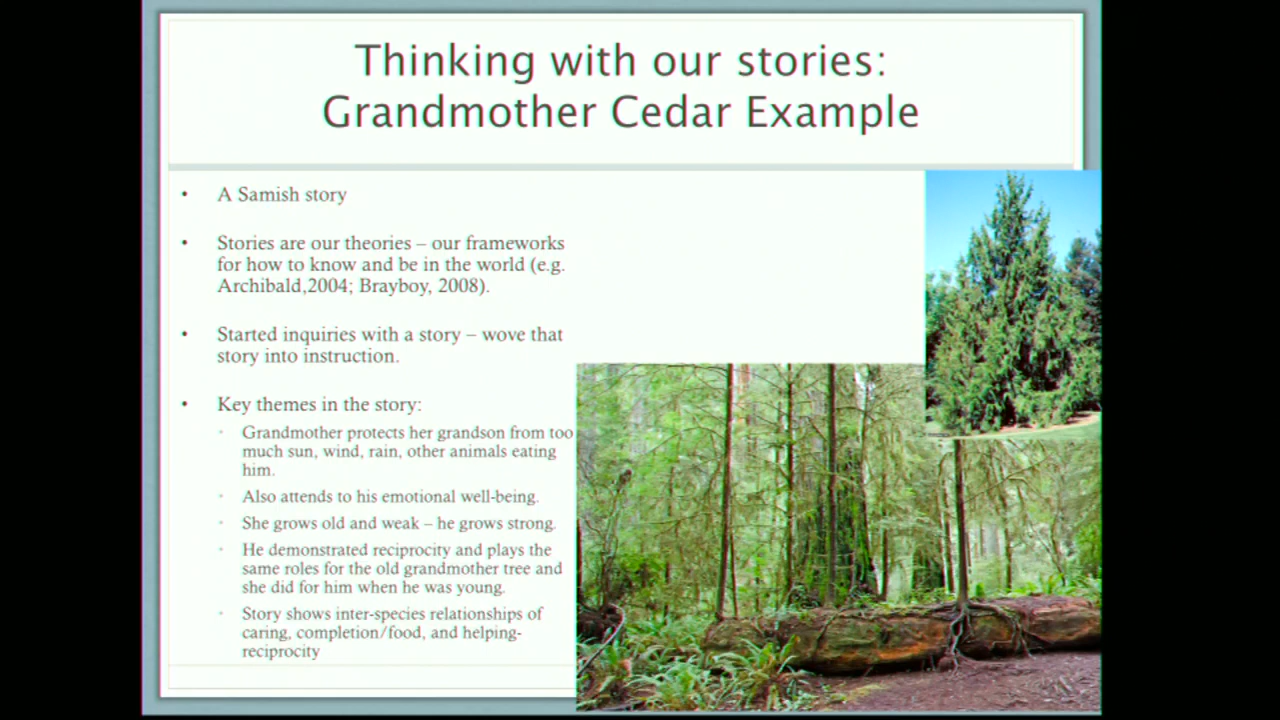 Thinking with our stories:
Grandmother Cedar Example
• A Samish story
• Stories are our theories – our frameworks
for how to know and be in the world (e.g.
Archibald,2004; Brayboy, 2008).
• Started inquiries with a story – wove that
story into instruction.
• Key themes in the story:
• Grandmother protects her grandson from too
much sun, wind, rain, other animals eating
him.
• Also attends to his emotional well-being.
• She grows old and weak – he grows strong.
• He demonstrated reciprocity and plays the
same roles for the old grandmother tree and
she did for him when he was young.
• Story shows inter-species relationships of
caring, completion/food, and helping-
reciprocity